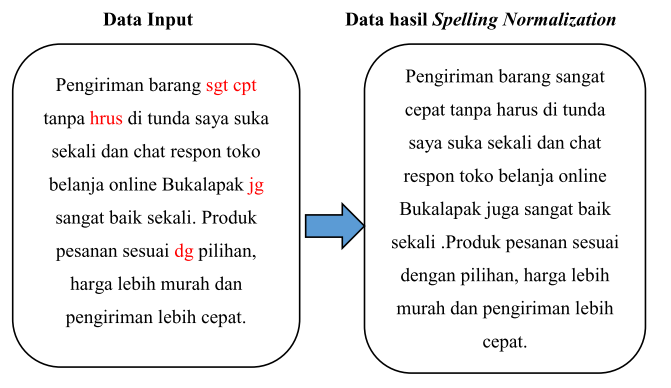 Data Input
Pengiriman barang sgt cpt
tanpa hrus di tunda saya suka
sekali dan chat respon toko
belanja online Bukalapak jg
sangat baik sekali. Produk
pesanan sesuai dg pilihan,
harga lebih murah dan
pengiriman lebih cepat.
Data hasil Spelling Normalization
Pengiriman barang sangat
cepat tanpa harus di tunda
saya suka sekali dan chat
respon toko belanja online
Bukalapak juga sangat baik
sekali .Produk pesanan sesuai
dengan pilihan, harga lebih
murah dan pengiriman lebih
cepat.